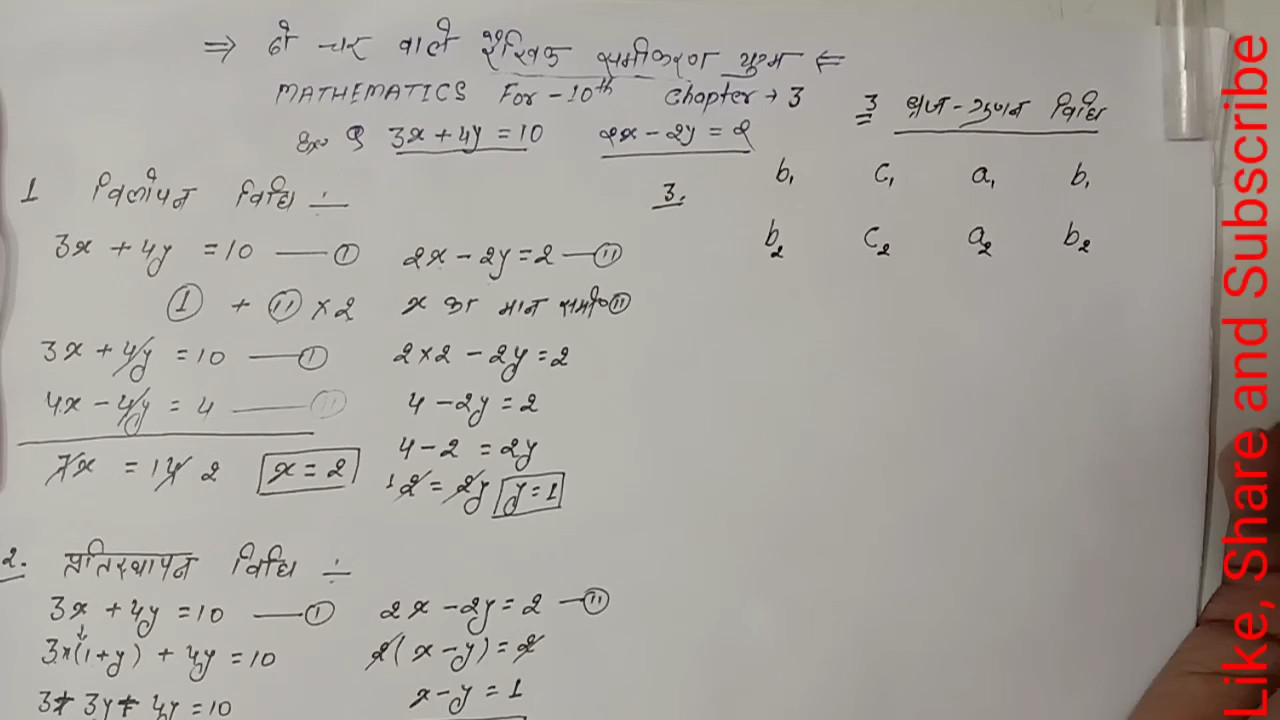 ⇒ दो चर वाले रैखिक समीकरण युग्म ⇐
MATHEMATICS For - 10th Chapter → 3
Ex० १ 3x + 4y = 10 2x - 2y = 2
1 विलोपन विधि :-
3x + 4y = 10 —— ①
① + ⑪ × 2
3x + 4y = 10 —— ①
4x - 4y = 4 —— ⑪
7x = 14 2 x = 2
2x - 2y = 2 — ⑪
x का मान समी० ⑪
2×2 - 2y = 2
4 - 2y = 2
4 - 2 = 2y
1 2 = 2y y = 1
2. प्रतिस्थापन विधि :-
3x + 4y = 10 —— ①
3×(1+y) + 4y = 10
3 + 3y + 4y = 10
2x - 2y = 2 — ⑪
2(x - y) = 2
x - y = 1
3 वज्र-गुणन विधि
3.
b₁ c₁ a₁ b₁
b₂ c₂ a₂ b₂
Like, Share and Subscribe